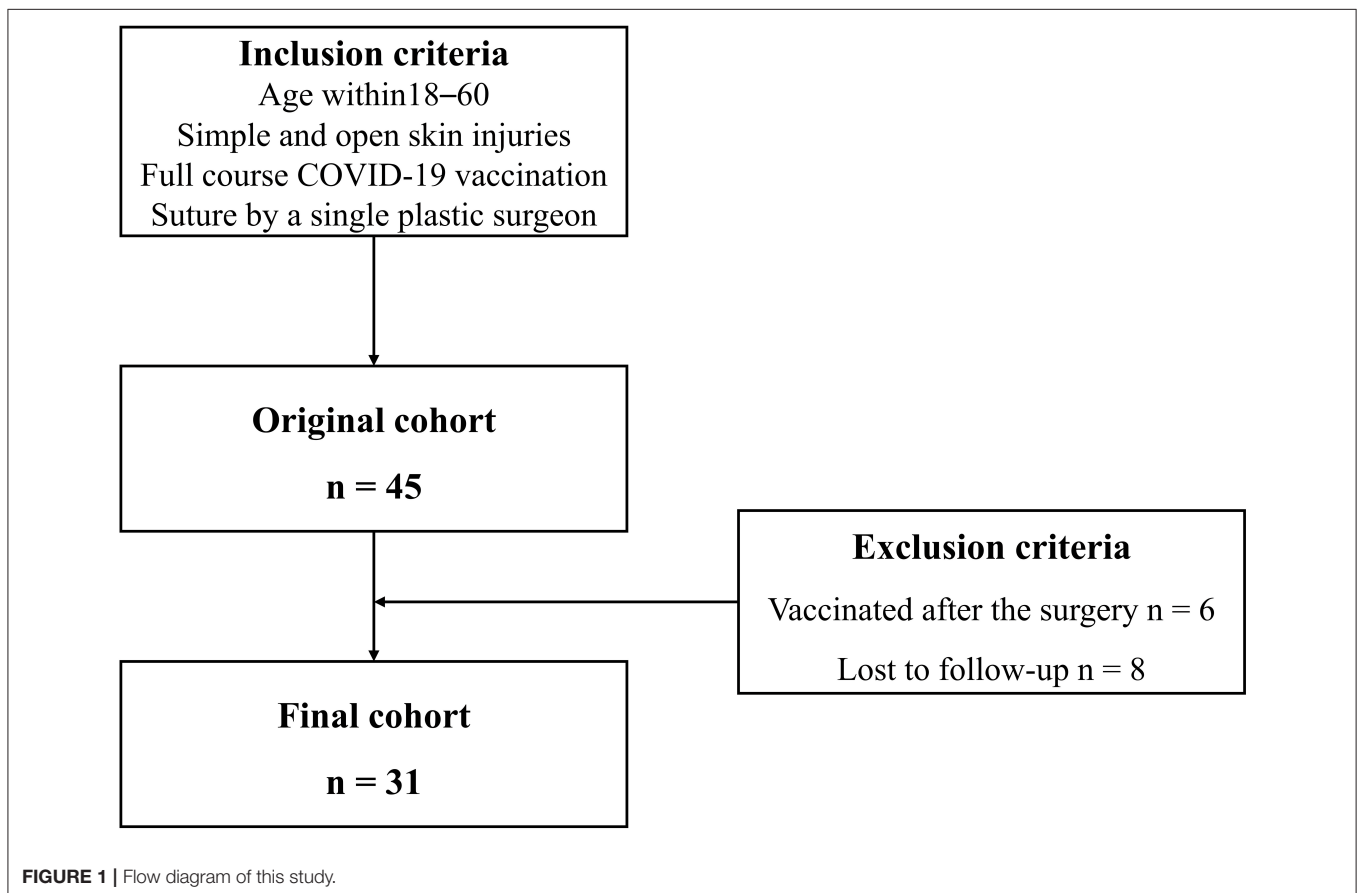 Inclusion criteria
Age within18–60
Simple and open skin injuries
Full course COVID-19 vaccination
Suture by a single plastic surgeon
Original cohort
n = 45
Exclusion criteria
Vaccinated after the surgery n = 6
Lost to follow-up n = 8
Final cohort
n = 31
FIGURE 1 | Flow diagram of this study.